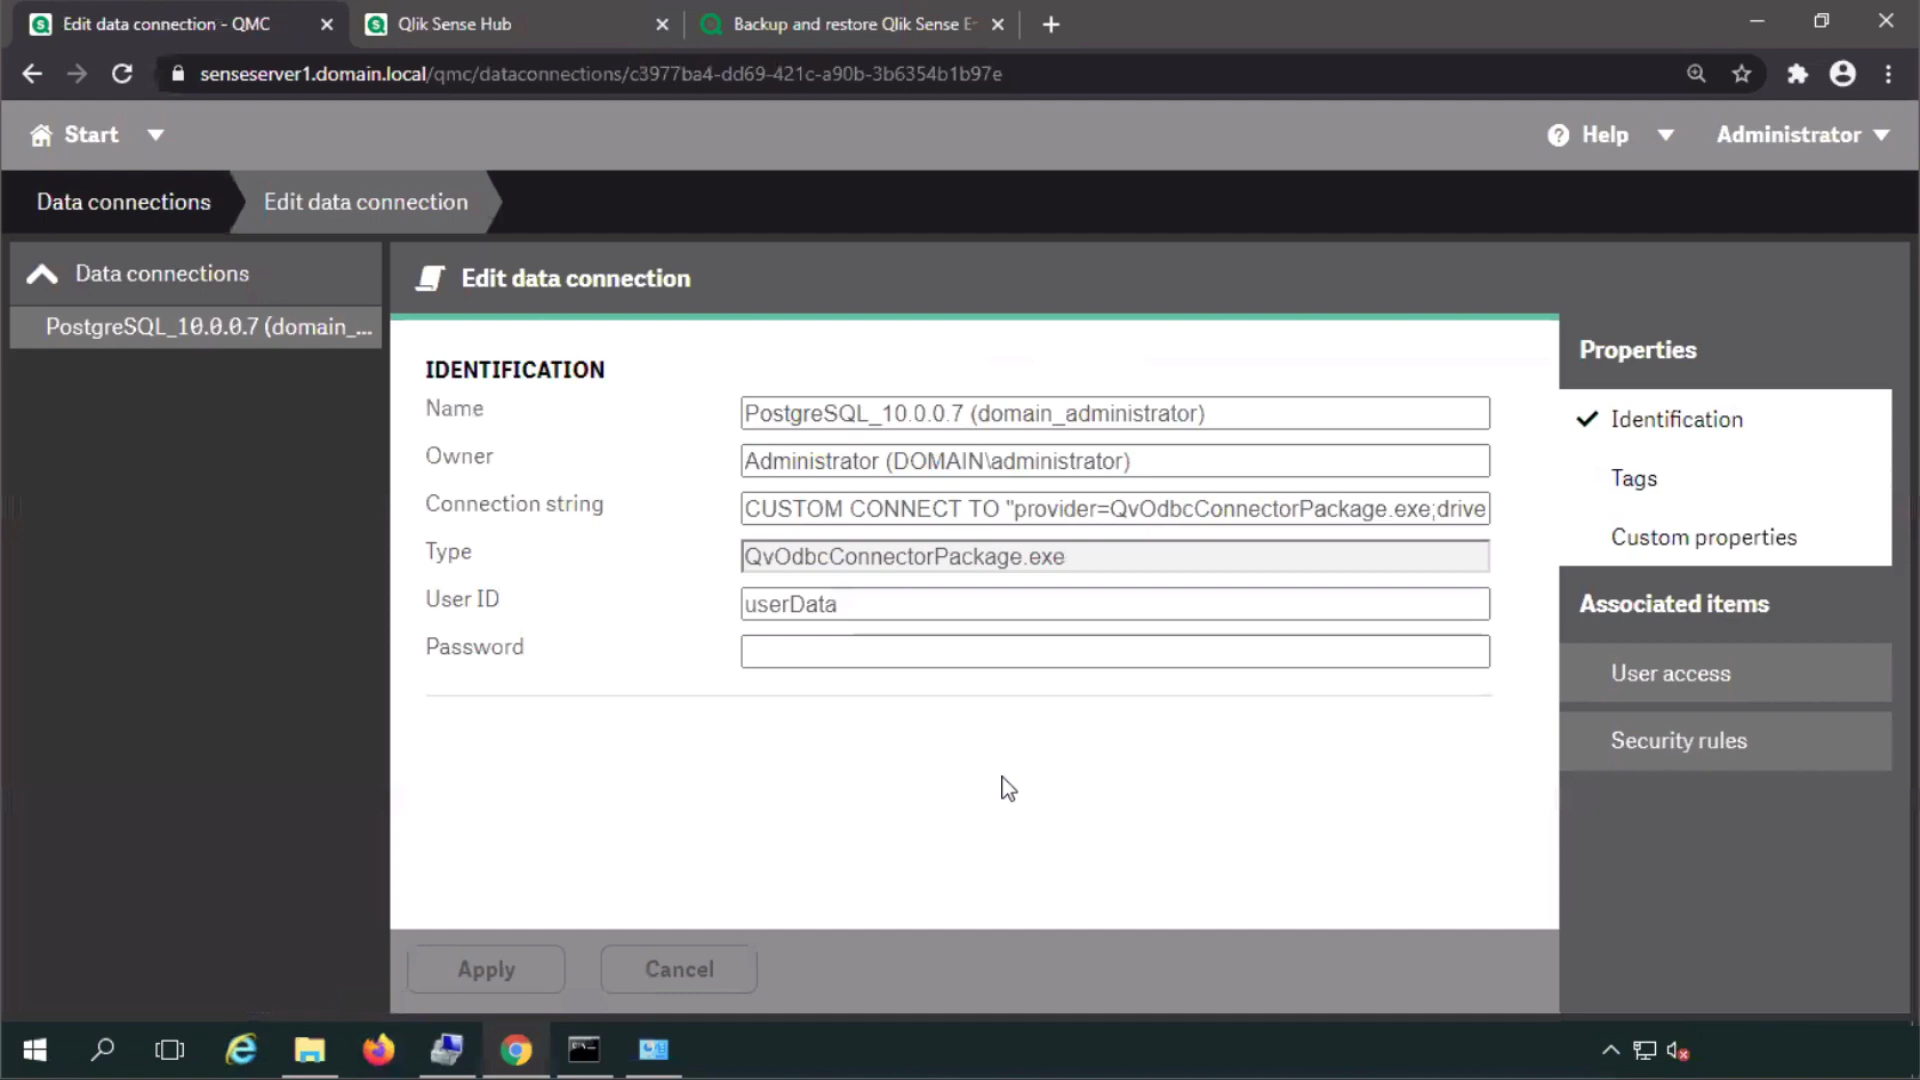 Edit data connection - QMC
Qlik Sense Hub
Backup and restore Qlik Sense E
senseserver1.domain.local/qmc/dataconnections/c3977ba4-dd69-421c-a90b-3b6354b1b97e
Start
Help
Administrator
Data connections
Edit data connection
Data connections
PostgreSQL_10.0.0.7 (domain_...
Edit data connection
IDENTIFICATION
Name
PostgreSQL_10.0.0.7 (domain_administrator)
Owner
Administrator (DOMAIN\administrator)
Connection string
CUSTOM CONNECT TO "provider=QvOdbcConnectorPackage.exe;drive
Type
QvOdbcConnectorPackage.exe
User ID
userData
Password
Apply
Cancel
Properties
Identification
Tags
Custom properties
Associated items
User access
Security rules